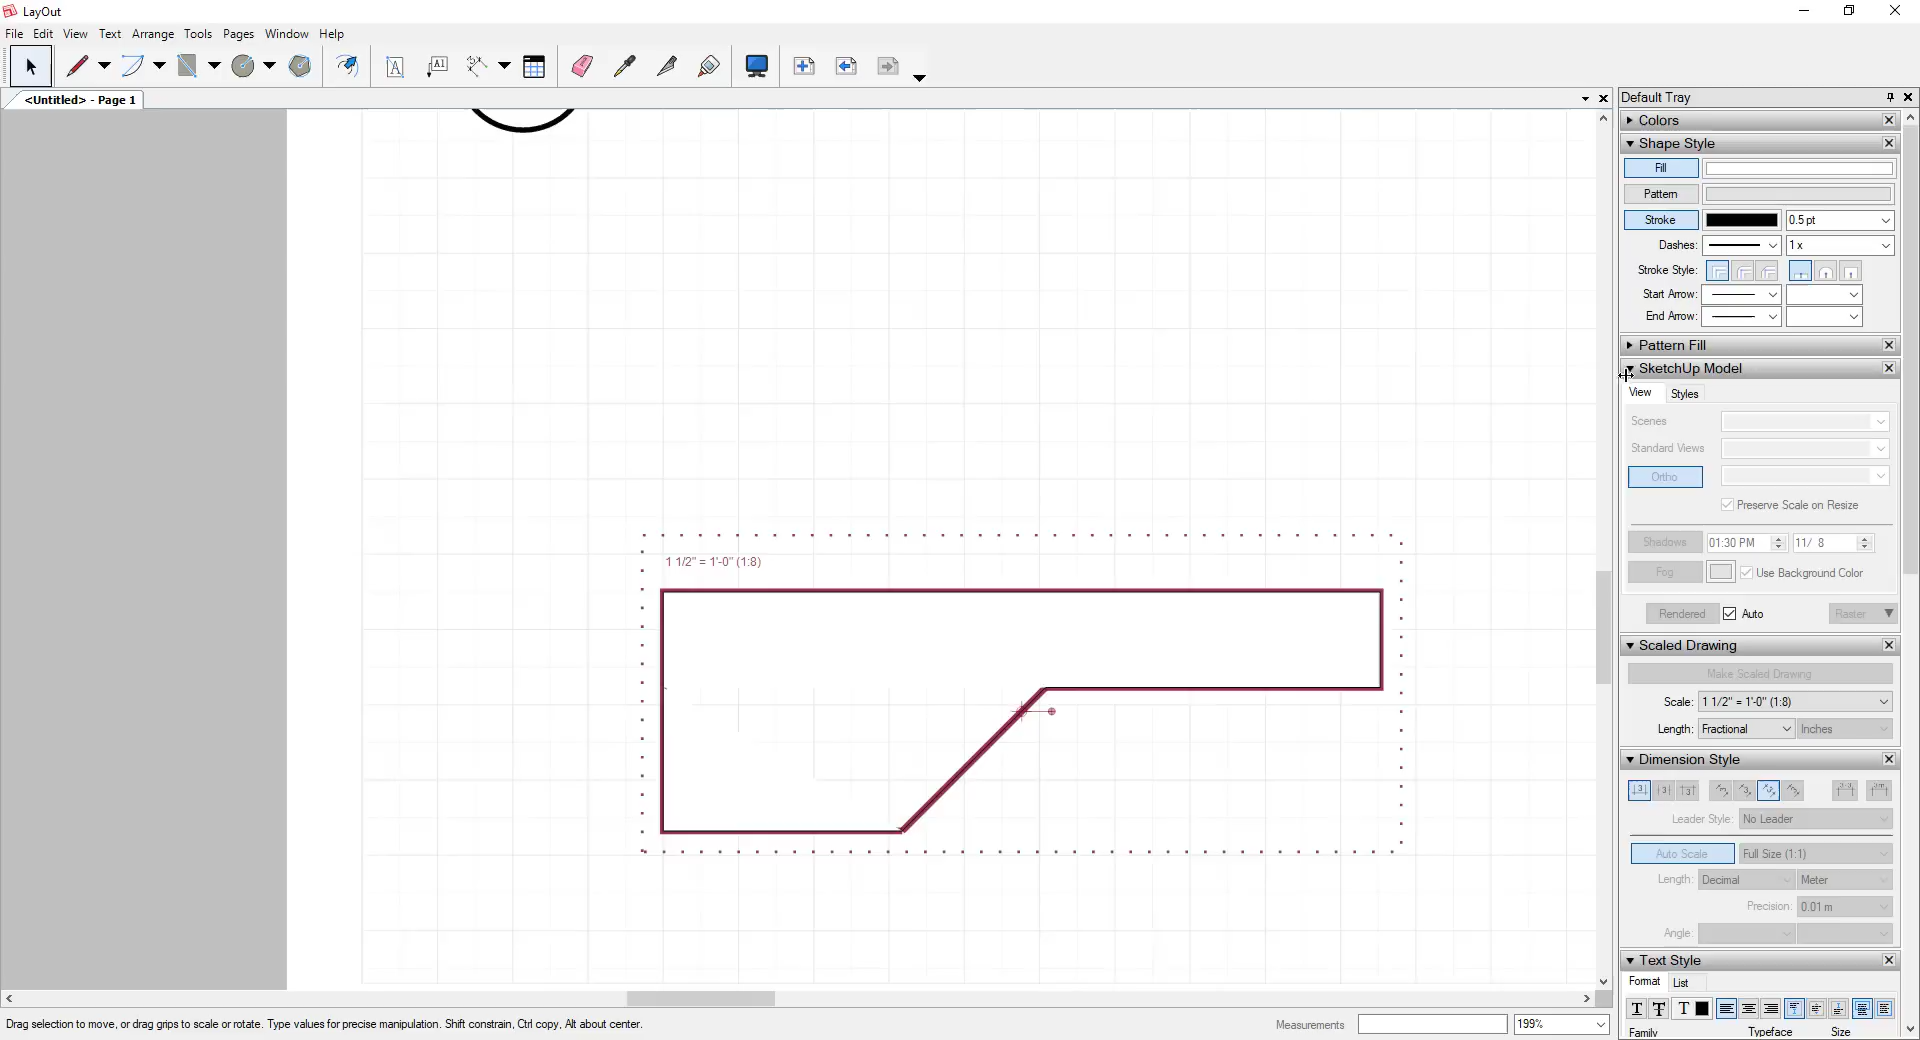 LayOut
File Edit View Text Arrange Tools Pages Window Help
A A1
<Untitled> - Page 1
Default Tray
Colors
Shape Style
Fill
Pattern
Stroke 0.5 pt
Dashes: 1 x
Stroke Style:
Start Arrow:
End Arrow:
Pattern Fill
SketchUp Model
View Styles
Scenes
Standard Views
Ortho
Preserve Scale on Resize
Shadows 01:30 PM 11/ 8
Fog Use Background Color
Rendered Auto Raster
1 1/2" = 1'-0" (1:8)
Scaled Drawing
Make Scaled Drawing
Scale: 1 1/2" = 1'-0" (1:8)
Length: Fractional Inches
Dimension Style
Leader Style: No Leader
Auto Scale Full Size (1:1)
Length: Decimal Meter
Precision: 0.01 m
Angle:
Text Style
Format List
T T T
Family Typeface Size
Drag selection to move, or drag grips to scale or rotate. Type values for precise manipulation. Shift constrain, Ctrl copy, Alt about center.
Measurements 199%